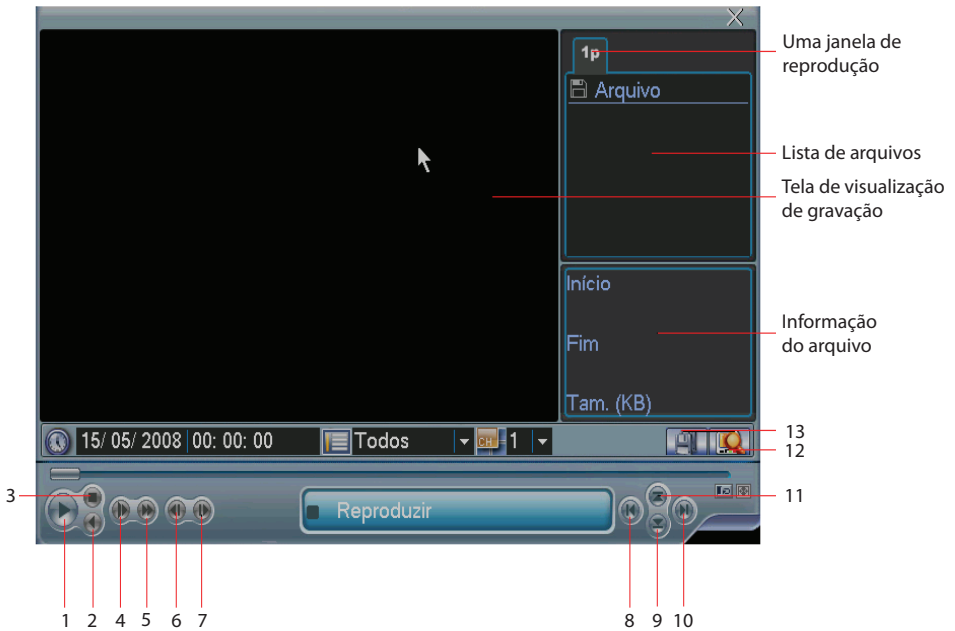 X
1p
Arquivo
Uma janela de
reprodução
Lista de arquivos
Tela de visualização
de gravação
Início
Fim
Tam. (KB)
Informação
do arquivo
15/ 05/ 2008 00: 00: 00
Todos
CH
1
13
12
3
Reproduzir
11
1
2
4
5
6
7
8
9
10